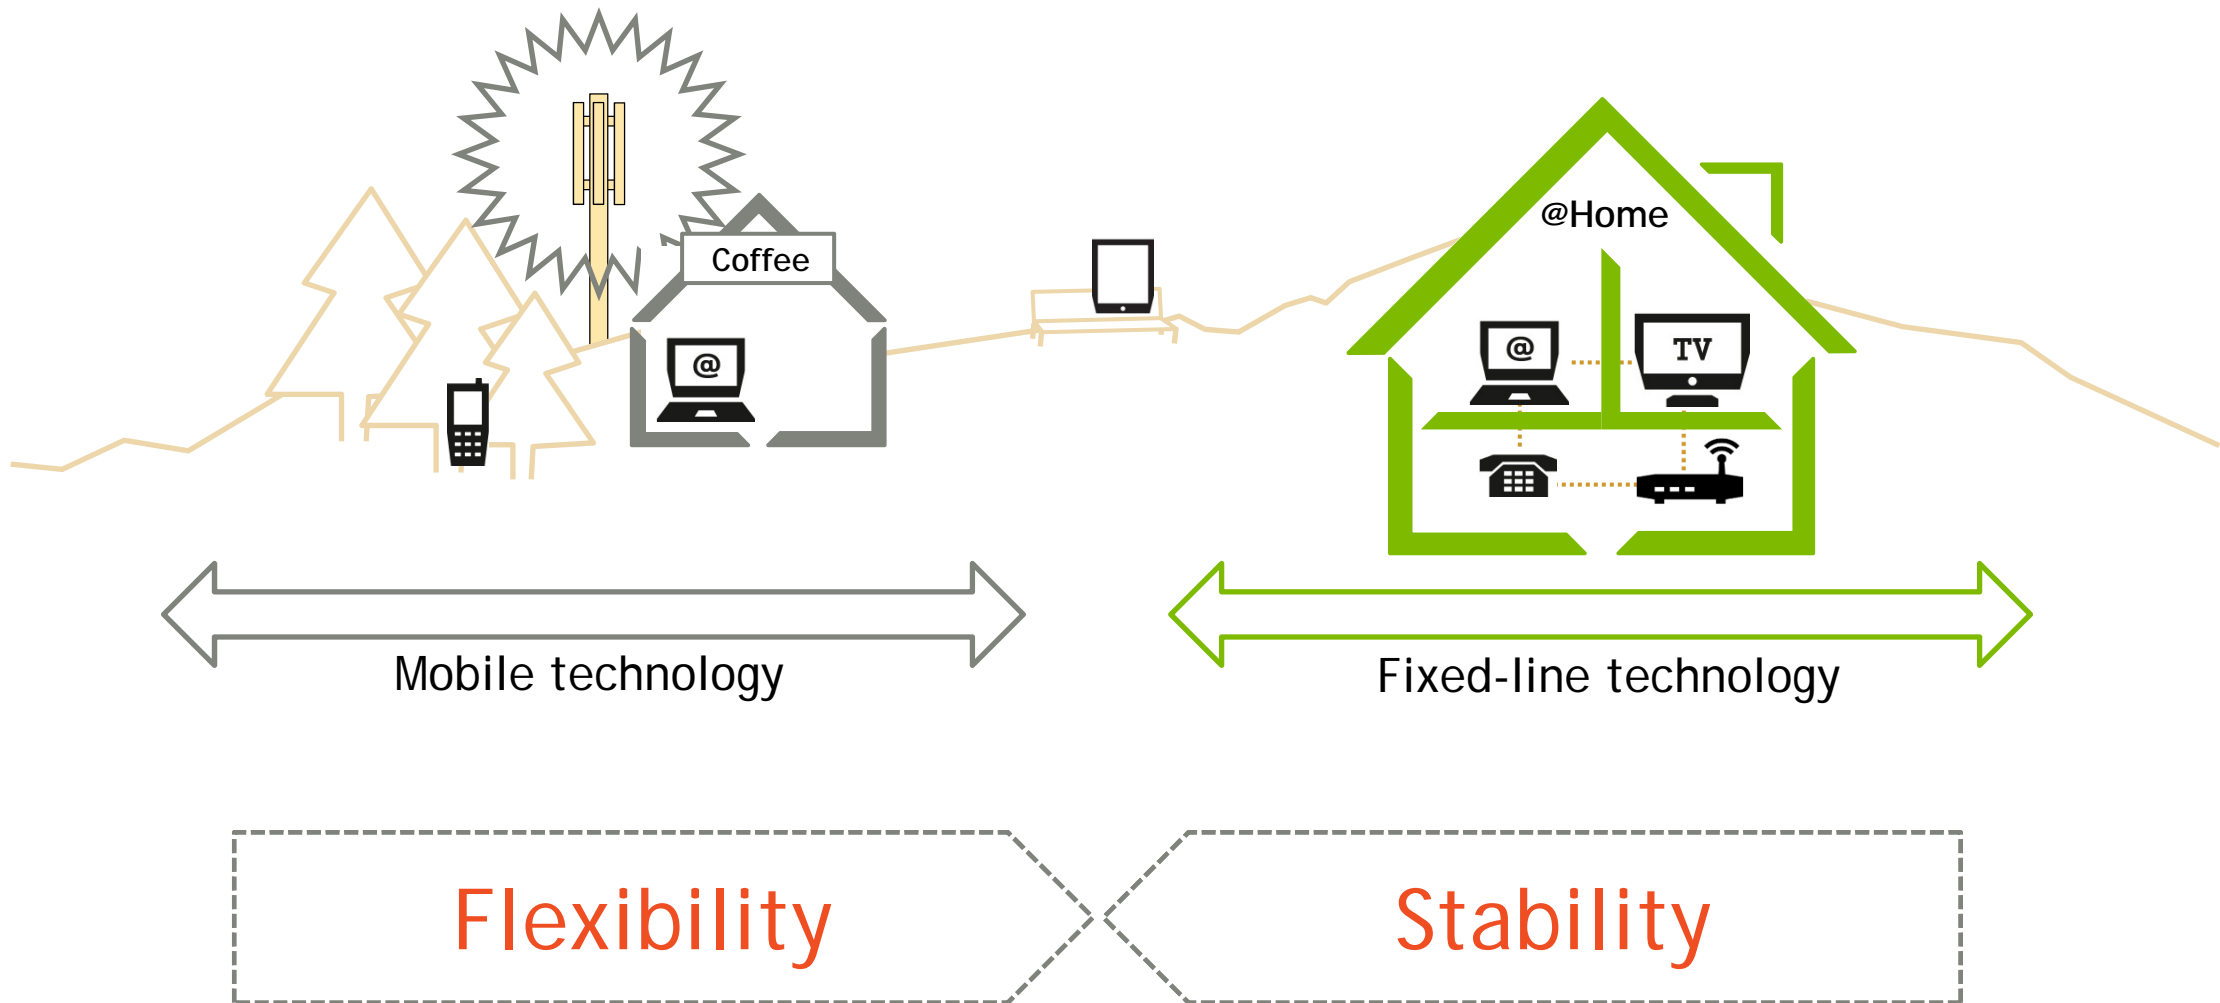 @Home
Coffee
@
@
TV
Mobile technology
Fixed-line technology
Flexibility
Stability